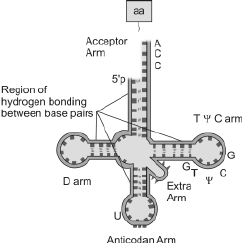 aa
Acceptor
Arm
A
C
C
5'p
Region of
hydrogen bonding
between base pairs
T Ψ C arm
D arm
G
C
Ψ
T
G
Extra
Arm
U
Anticodan Arm